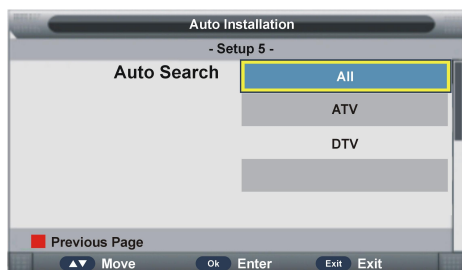 Auto Installation
- Setup 5 -
Auto Search
All
ATV
DTV
Previous Page
▲▼ Move Ok Enter Exit Exit